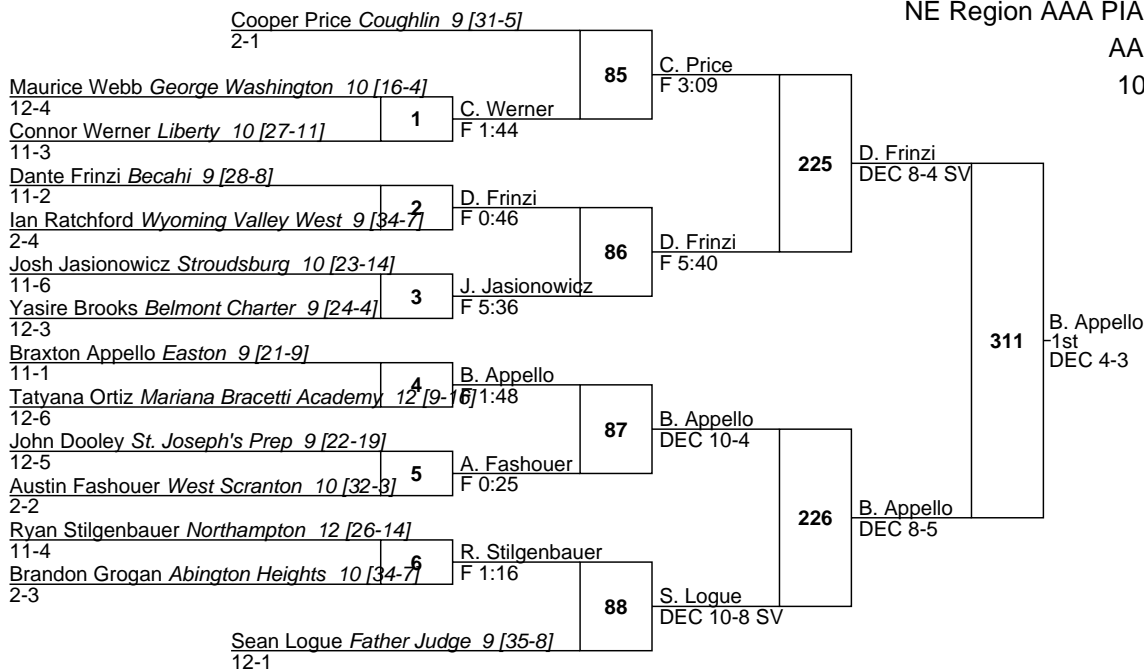 NE Region AAA PIA
AA
10
Cooper Price Coughlin 9 [31-5]
2-1
85
C. Price
F 3:09
Maurice Webb George Washington 10 [16-4]
12-4
1
C. Werner
F 1:44
Connor Werner Liberty 10 [27-11]
11-3
225
D. Frinzi
DEC 8-4 SV
Dante Frinzi Becahi 9 [28-8]
11-2
2
D. Frinzi
F 0:46
Ian Ratchford Wyoming Valley West 9 [34-7]
2-4
86
D. Frinzi
F 5:40
Josh Jasionowicz Stroudsburg 10 [23-14]
11-6
3
J. Jasionowicz
F 5:36
Yasire Brooks Belmont Charter 9 [24-4]
12-3
311
B. Appello
1st
DEC 4-3
Braxton Appello Easton 9 [21-9]
11-1
4
B. Appello
F 1:48
Tatyana Ortiz Mariana Bracetti Academy 12 [9-16]
12-6
87
B. Appello
DEC 10-4
John Dooley St. Joseph's Prep 9 [22-19]
12-5
5
A. Fashouer
F 0:25
Austin Fashouer West Scranton 10 [32-3]
2-2
226
B. Appello
DEC 8-5
Ryan Stilgenbauer Northampton 12 [26-14]
11-4
6
R. Stilgenbauer
F 1:16
Brandon Grogan Abington Heights 10 [34-7]
2-3
88
S. Logue
DEC 10-8 SV
Sean Logue Father Judge 9 [35-8]
12-1